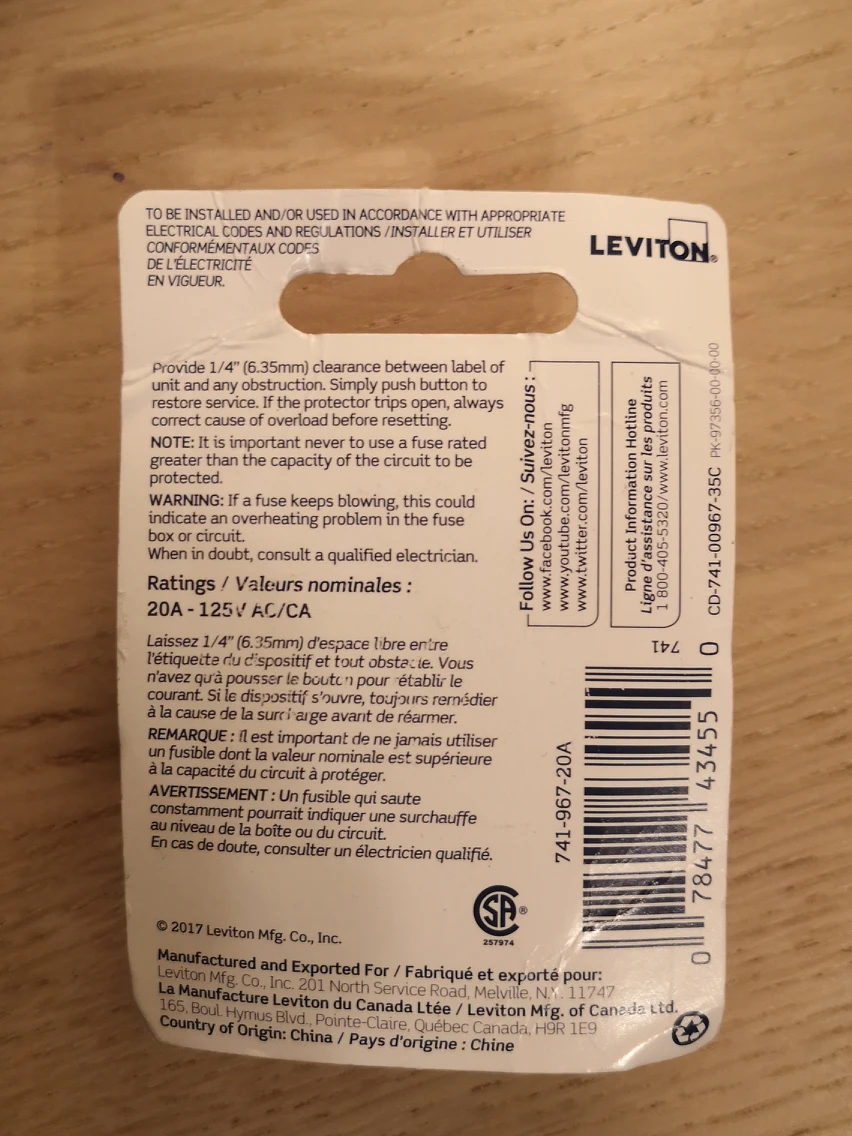 TO BE INSTALLED AND/OR USED IN ACCORDANCE WITH APPROPRIATE
ELECTRICAL CODES AND REGULATIONS / INSTALLER ET UTILISER
CONFORMÉMENT AUX CODES
DE L'ÉLECTRICITÉ
EN VIGUEUR.
LEVITON®
Provide 1/4" (6.35mm) clearance between label of
unit and any obstruction. Simply push button to
restore service. If the protector trips open, always
correct cause of overload before resetting.
NOTE: It is important never to use a fuse rated
greater than the capacity of the circuit to be
protected.
WARNING: If a fuse keeps blowing, this could
indicate an overheating problem in the fuse
box or circuit.
When in doubt, consult a qualified electrician.
Ratings / Valeurs nominales :
20A - 125V AC/CA
Laissez 1/4" (6.35mm) d'espace libre entre
l'étiquette du dispositif et tout obstacle. Vous
n'avez qu'à pousser le bouton pour rétablir le
courant. Si le dispositif s'ouvre, toujours remédier
à la cause de la surcharge avant de réarmer.
REMARQUE : Il est important de ne jamais utiliser
un fusible dont la valeur nominale est supérieure
à la capacité du circuit à protéger.
AVERTISSEMENT : Un fusible qui saute
constamment pourrait indiquer une surchauffe
au niveau de la boîte ou du circuit.
En cas de doute, consulter un électricien qualifié.
Follow Us On: / Suivez-nous :
www.facebook.com/leviton
www.youtube.com/levitonmfg
www.twitter.com/leviton
Product Information Hotline
Ligne d'assistance sur les produits
1 800-405-5320/www.leviton.com
CD-741-00967-35C PK-97356-00-00-00
741
741-967-20A
0 78477 43455 0
SA®
257974
© 2017 Leviton Mfg. Co., Inc.
Manufactured and Exported For / Fabriqué et exporté pour:
Leviton Mfg. Co., Inc. 201 North Service Road, Melville, N.Y. 11747
La Manufacture Leviton du Canada Ltée / Leviton Mfg. of Canada Ltd.
165, Boul. Hymus Blvd., Pointe-Claire, Québec Canada, H9R 1E9
Country of Origin: China / Pays d'origine : Chine